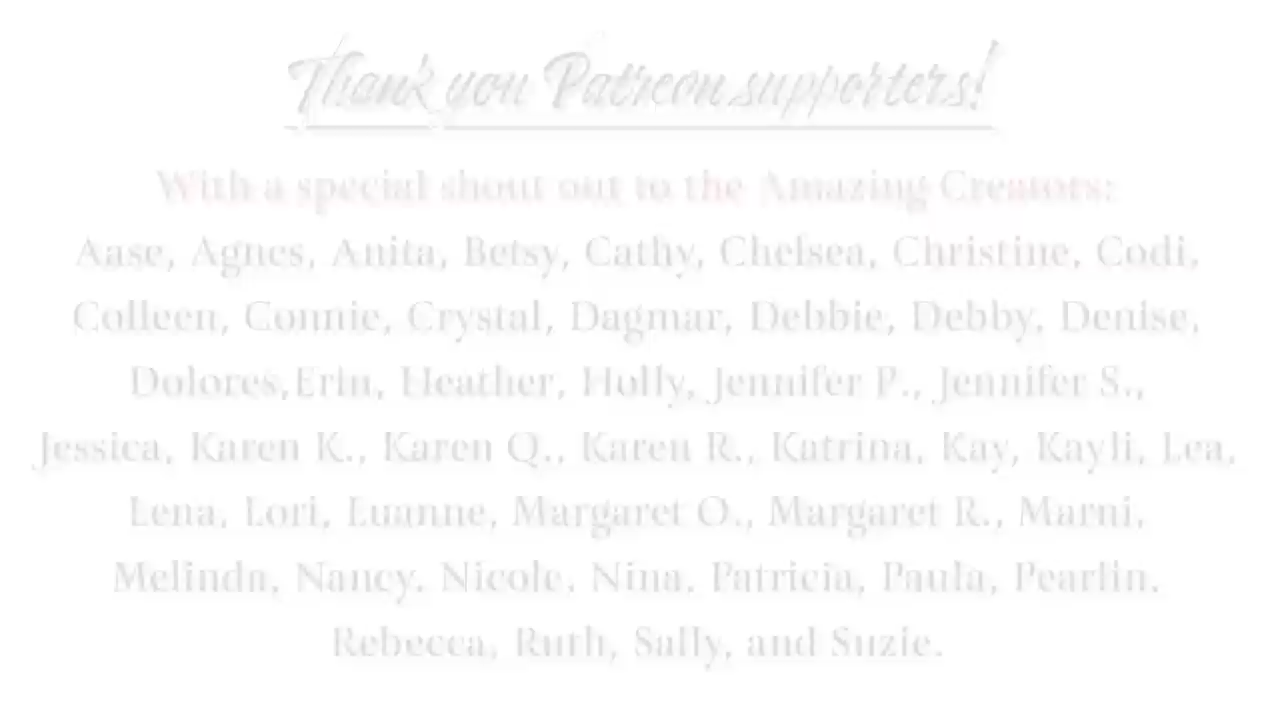 Thank you Patreon supporters!
With a special shout out to the Amazing Creators:
Aase, Agnes, Anita, Betsy, Cathy, Chelsea, Christine, Codi,
Colleen, Connie, Crystal, Dagmar, Debbie, Debby, Denise,
Dolores,Erin, Heather, Holly, Jennifer P., Jennifer S.,
Jessica, Karen K., Karen Q., Karen R., Katrina, Kay, Kayli, Lea,
Lena, Lori, Luanne, Margaret O., Margaret R., Marni,
Melinda, Nancy, Nicole, Nina, Patricia, Paula, Pearlin,
Rebecca, Ruth, Sally, and Suzie.